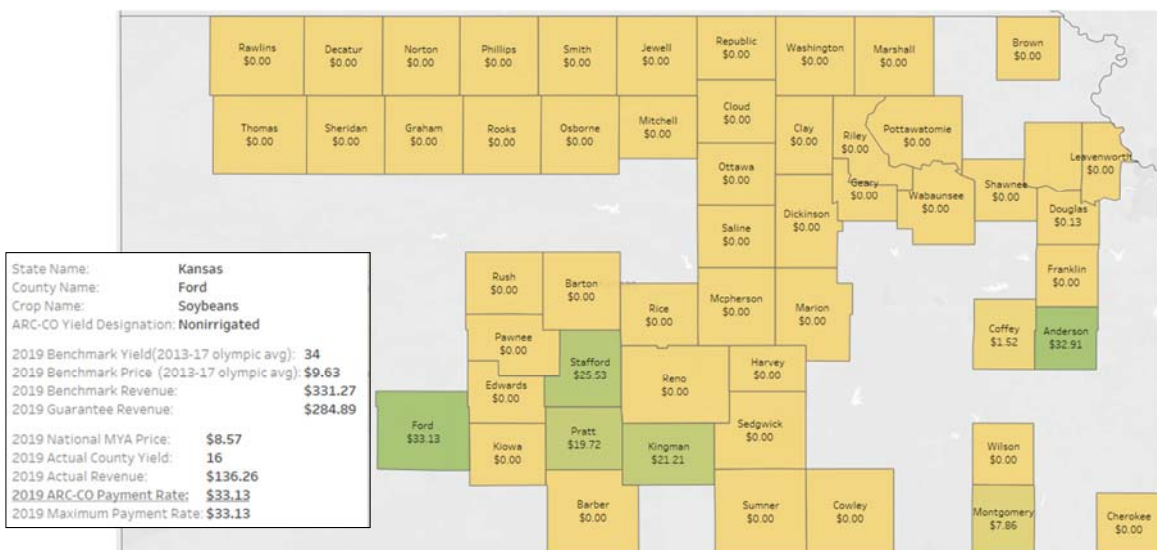 Rawlins
$0.00
Decatur
$0.00
Norton
$0.00
Phillips
$0.00
Smith
$0.00
Jewell
$0.00
Republic
$0.00
Washington
$0.00
Marshall
$0.00
Brown
$0.00
Thomas
$0.00
Sheridan
$0.00
Graham
$0.00
Rooks
$0.00
Osborne
$0.00
Mitchell
$0.00
Cloud
$0.00
Clay
$0.00
Riley
$0.00
Pottawatomie
$0.00
Leavenworth
$0.00
Ottawa
$0.00
Geary
$0.00
Wabaunsee
$0.00
Shawnee
$0.00
Douglas
$0.13
Saline
$0.00
Dickinson
$0.00
State Name: Kansas
County Name: Ford
Crop Name: Soybeans
ARC-CO Yield Designation: Nonirrigated
2019 Benchmark Yield(2013-17 olympic avg): 34
2019 Benchmark Price (2013-17 olympic avg): $9.63
2019 Benchmark Revenue: $331.27
2019 Guarantee Revenue: $284.89
2019 National MYA Price: $8.57
2019 Actual County Yield: 16
2019 Actual Revenue: $136.26
2019 ARC-CO Payment Rate: $33.13
2019 Maximum Payment Rate: $33.13
Rush
$0.00
Barton
$0.00
Rice
$0.00
Mcpherson
$0.00
Marion
$0.00
Franklin
$0.00
Pawnee
$0.00
Stafford
$25.53
Reno
$0.00
Harvey
$0.00
Coffey
$1.52
Anderson
$32.91
Edwards
$0.00
Ford
$33.13
Kiowa
$0.00
Pratt
$19.72
Kingman
$21.21
Sedgwick
$0.00
Wilson
$0.00
Barber
$0.00
Sumner
$0.00
Cowley
$0.00
Montgomery
$7.86
Cherokee
$0.00